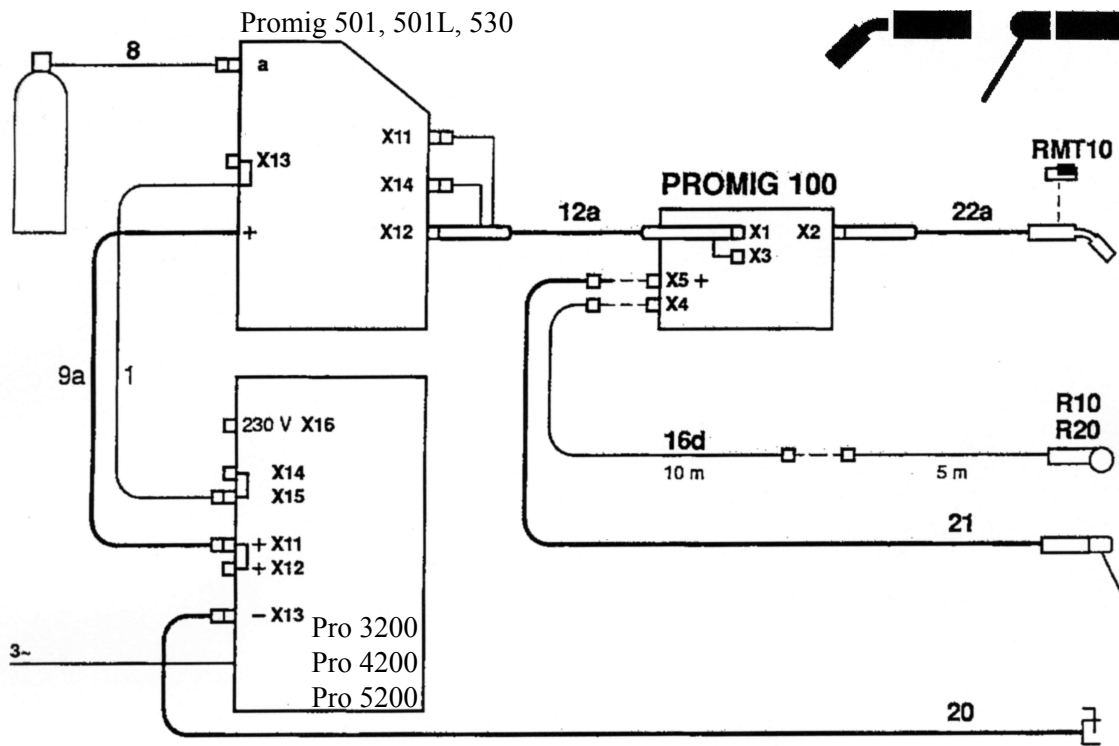 Promig 501, 501L, 530
8
a
X13
X11
X14
X12
+
12a
PROMIG 100
X1
X2
X3
X5 +
X4
22a
RMT10
9a
1
230 V X16
X14
X15
+ X11
+ X12
− X13
3~
Pro 3200
Pro 4200
Pro 5200
16d
10 m
5 m
R10
R20
21
20